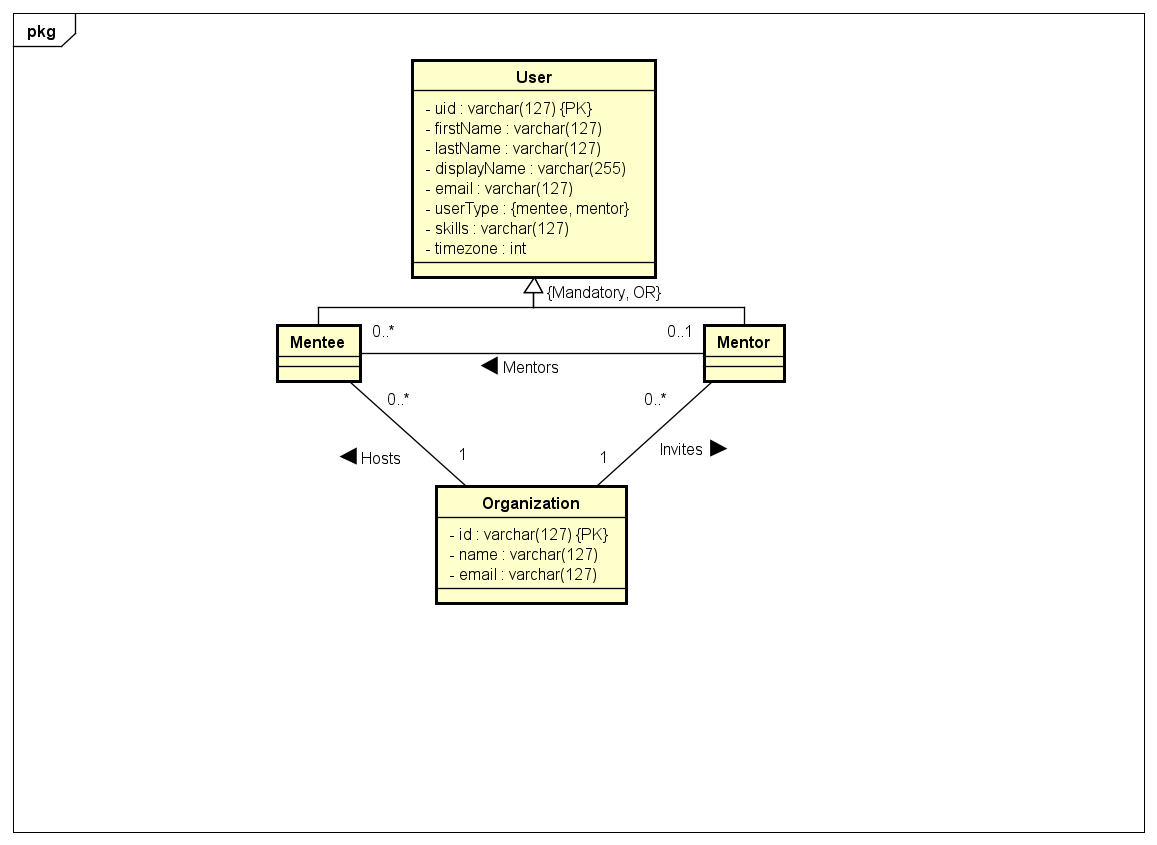 pkg
User
- uid : varchar(127) {PK}
- firstName : varchar(127)
- lastName : varchar(127)
- displayName : varchar(255)
- email : varchar(127)
- userType : {mentee, mentor}
- skills : varchar(127)
- timezone : int
{Mandatory, OR}
0..*
0..1
Mentee
Mentor
◀ Mentors
0..*
0..*
◀ Hosts
1
1
Invites ▶
Organization
- id : varchar(127) {PK}
- name : varchar(127)
- email : varchar(127)